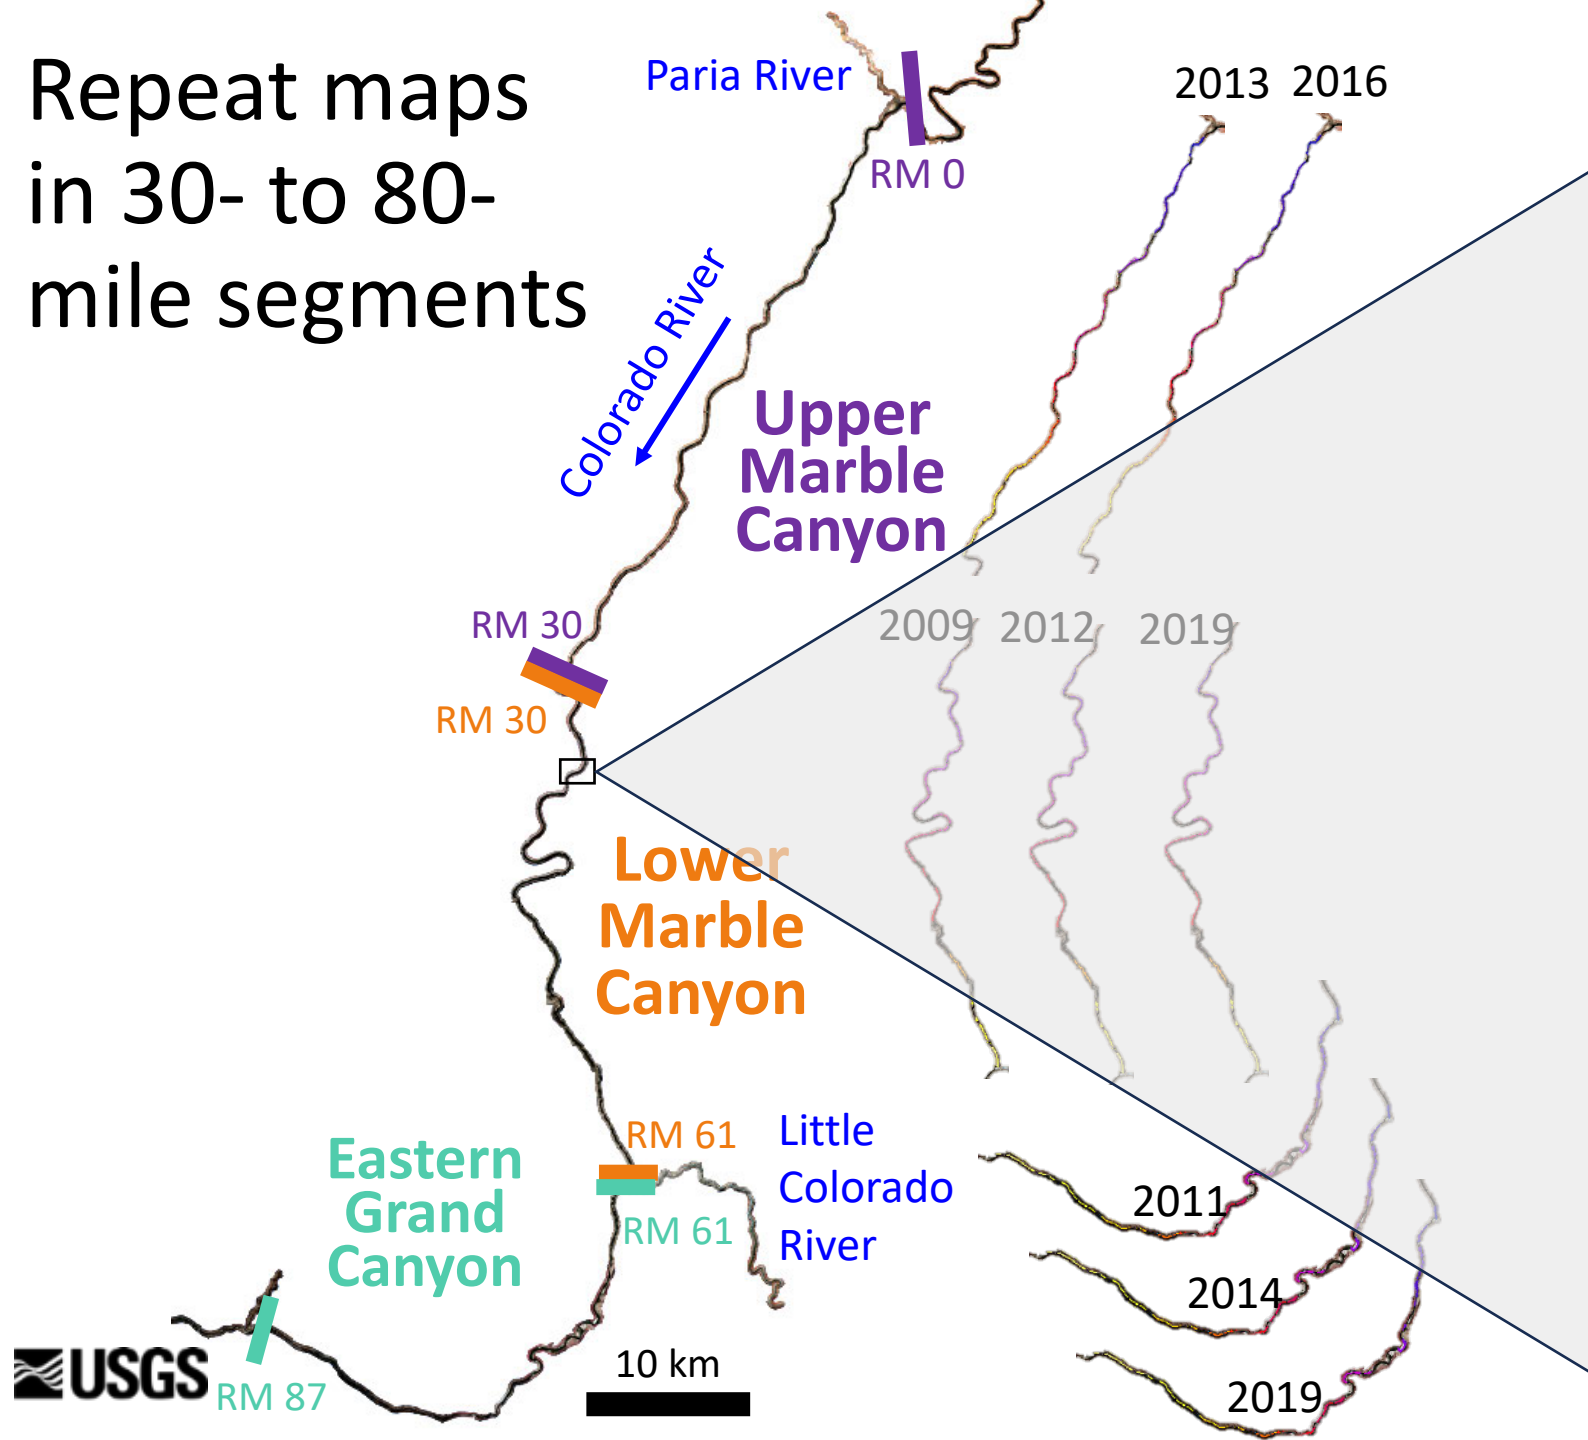 Repeat maps
in 30- to 80-
mile segments
Paria River
RM 0
2013 2016
Colorado River
Upper
Marble
Canyon
RM 30
RM 30
2009 2012 2019
Lower
Marble
Canyon
RM 61
RM 61
Little
Colorado
River
Eastern
Grand
Canyon
2011
2014
2019
RM 87
10 km
USGS